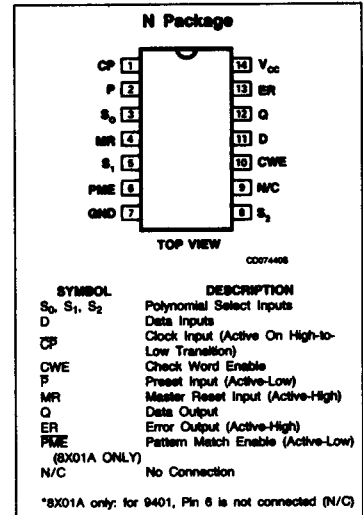 N Package
CP 1 14 VCC
P 2 13 ER
S0 3 12 Q
MR 4 11 D
S1 5 10 CWE
PME 6 9 N/C
GND 7 8 S2
TOP VIEW
CD07440S
SYMBOL DESCRIPTION
S0, S1, S2 Polynomial Select Inputs
D Data Inputs
C̅P̅ Clock Input (Active On High-to-
Low Transition)
CWE Check Word Enable
P̅ Preset Input (Active-Low)
MR Master Reset Input (Active-High)
Q Data Output
ER Error Output (Active-High)
P̅M̅E̅ Pattern Match Enable (Active-Low)
(8X01A ONLY)
N/C No Connection
*8X01A only: for 9401, Pin 6 is not connected (N/C)